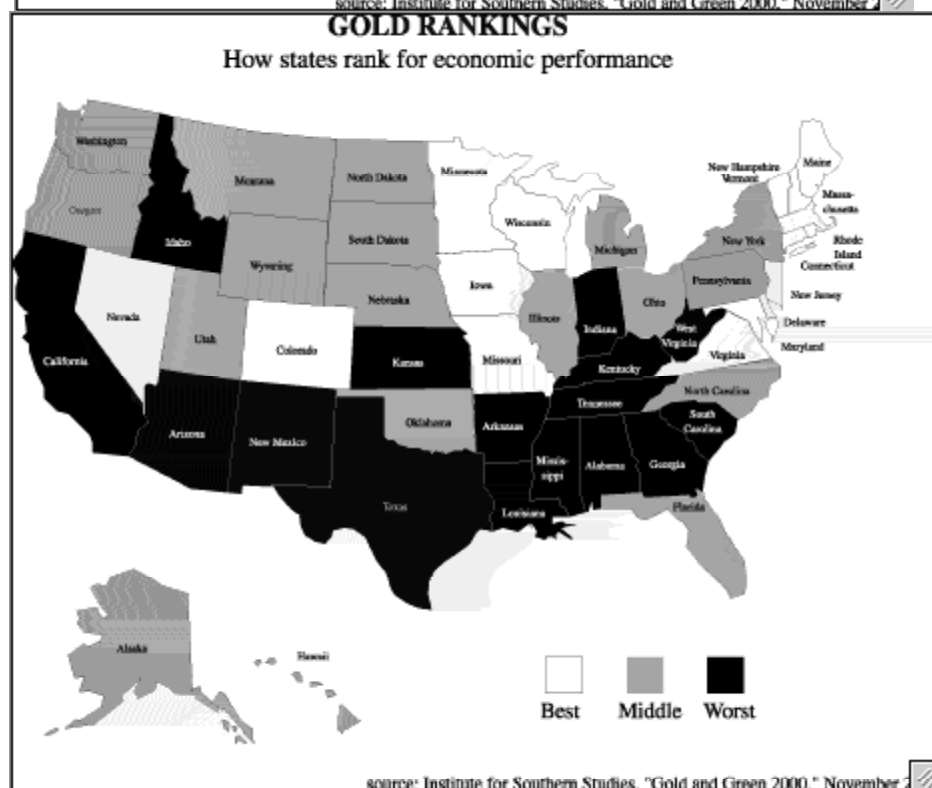 source: Institute for Southern Studies, "Gold and Green 2000," November 2
GOLD RANKINGS
How states rank for economic performance
Washington
Oregon
Idaho
Montana
North Dakota
Minnesota
South Dakota
Wyoming
Nebraska
Iowa
Wisconsin
Michigan
New Hampshire
Vermont
Maine
Massa-
chusetts
New York
Rhode
Island
Connecticut
New Jersey
Pennsylvania
Delaware
Maryland
Nevada
Utah
California
Colorado
Kansas
Missouri
Illinois
Indiana
Ohio
West
Virginia
Virginia
Kentucky
North Carolina
Tennessee
South
Carolina
Arizona
New Mexico
Oklahoma
Arkansas
Texas
Louisiana
Missis-
sippi
Alabama
Georgia
Florida
Alaska
Hawaii
Best
Middle
Worst
source: Institute for Southern Studies, "Gold and Green 2000," November 2